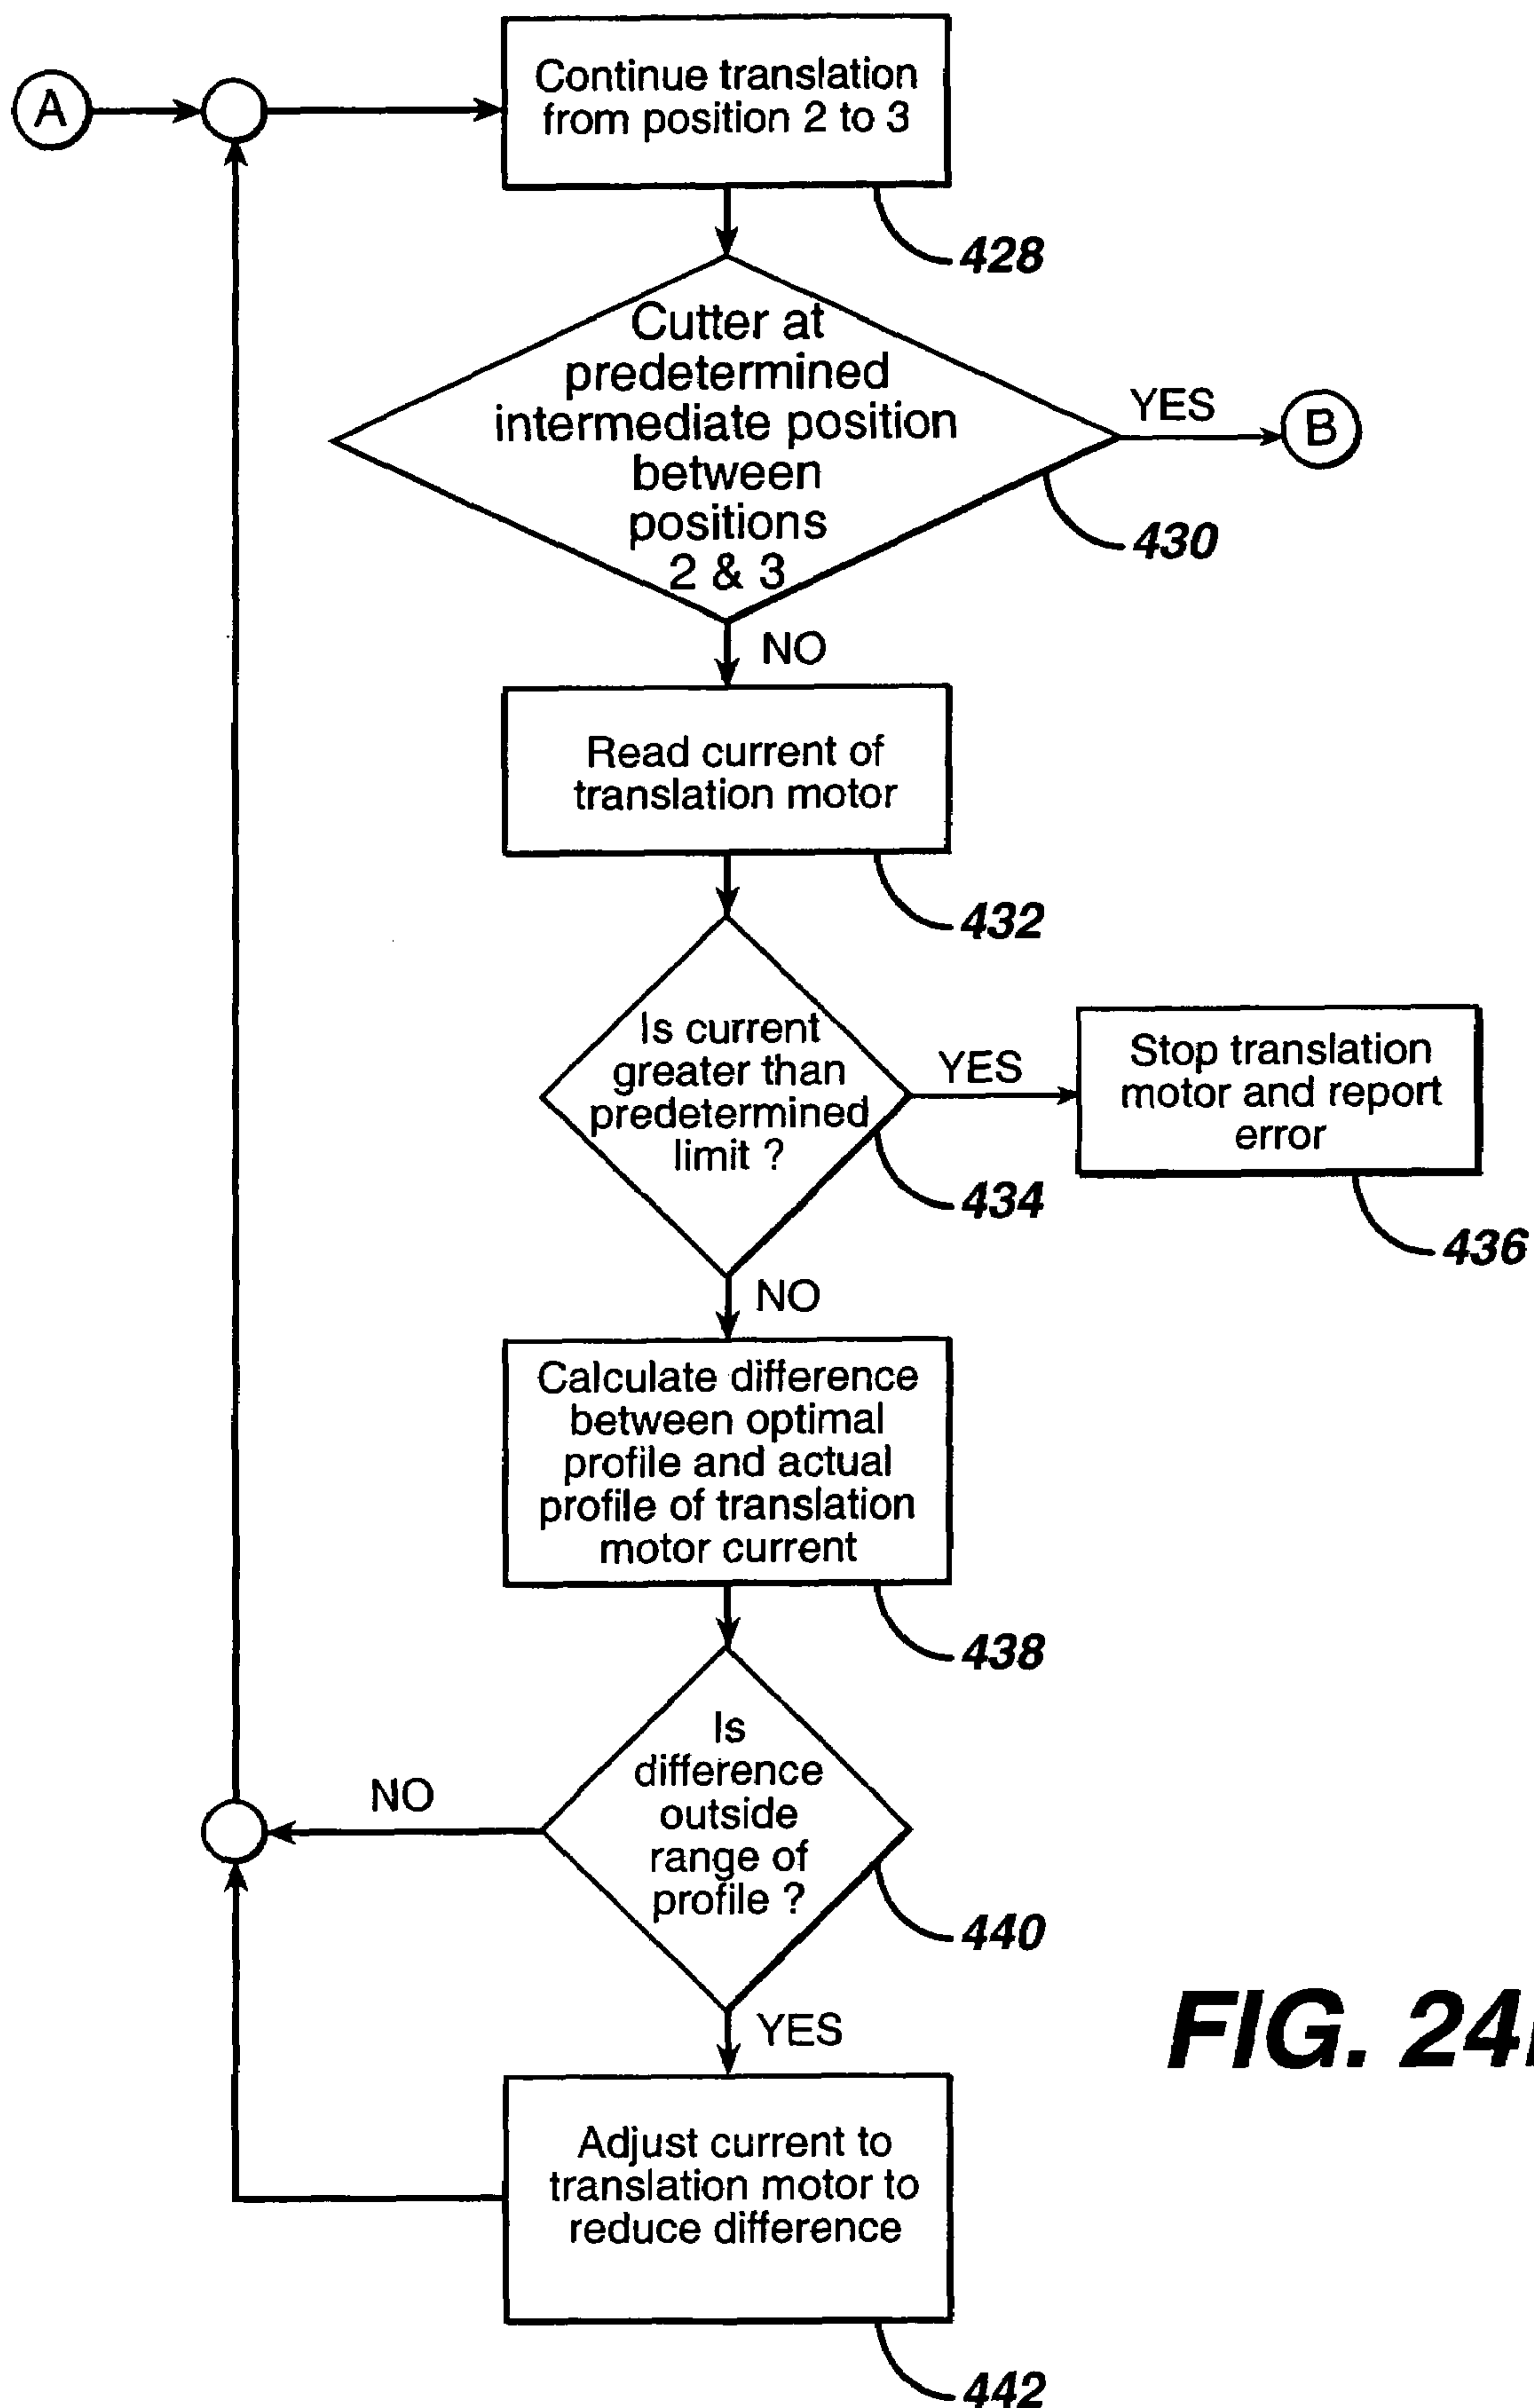 A
Continue translation
from position 2 to 3
428
Cutter at
predetermined
intermediate position
between
positions
2 & 3
YES
B
430
NO
Read current of
translation motor
432
Is current
greater than
predetermined
limit ?
YES
Stop translation
motor and report
error
434
436
NO
Calculate difference
between optimal
profile and actual
profile of translation
motor current
438
Is
difference
outside
range of
profile ?
NO
440
YES
FIG. 24
Adjust current to
translation motor to
reduce difference
442